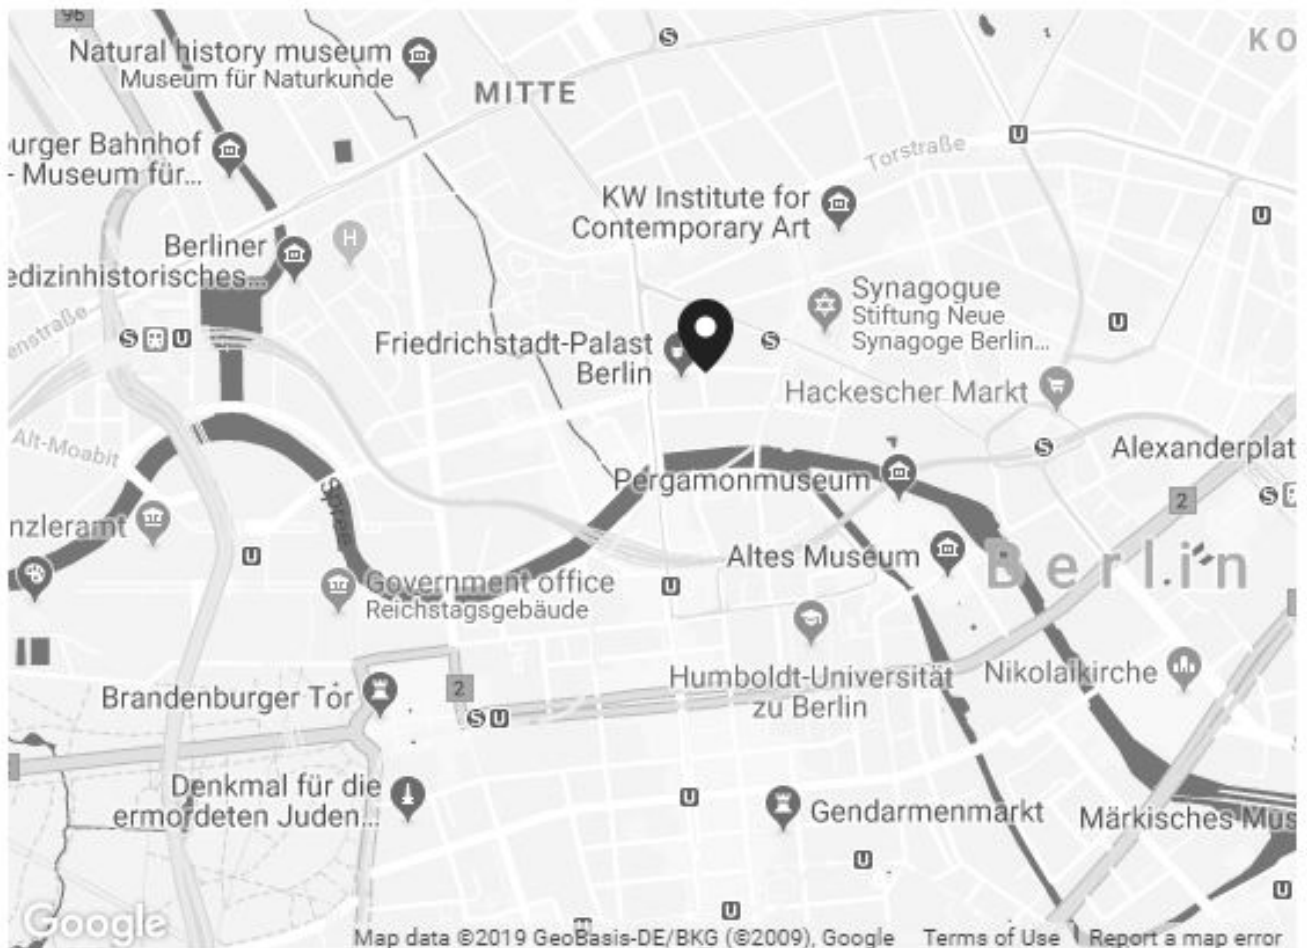 96
S
KO
Natural history museum
Museum für Naturkunde
MITTE
urger Bahnhof
- Museum für...
U
Torstraße
KW Institute for
Contemporary Art
U
Berliner
edizinhistorisches...
H
enstraße
S U
Synagogue
Stiftung Neue
Synagoge Berlin...
U
Friedrichstadt-Palast
Berlin
S
Hackescher Markt
Alt-Moabit
S
Alexanderplat
Pergamonmuseum
2
S
Spree
nzleramt
U
Altes Museum
Berlin
Government office
Reichstagsgebäude
U
Humboldt-Universität
zu Berlin
Nikolaikirche
Brandenburger Tor
2
S U
Denkmal für die
ermordeten Juden...
U
Gendarmenmarkt
Märkisches Mus
U
U
U
Google
Map data ©2019 GeoBasis-DE/BKG (©2009), Google Terms of Use Report a map error